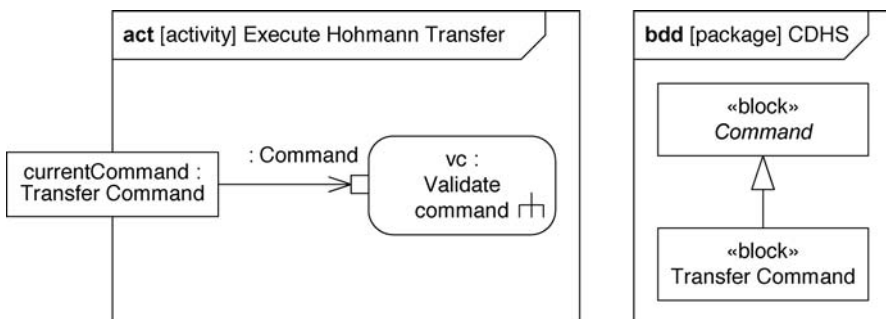 act [activity] Execute Hohmann Transfer
currentCommand :
Transfer Command
: Command
vc :
Validate
command
bdd [package] CDHS
«block»
Command
«block»
Transfer Command